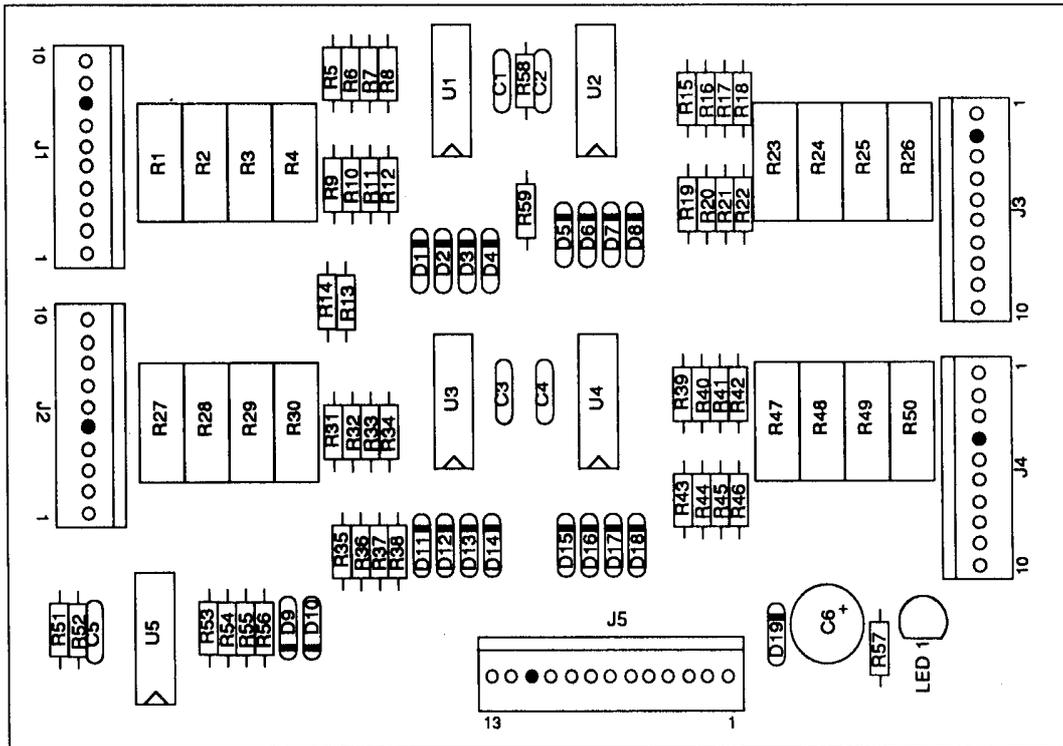 10
J1
1
R1
R2
R3
R4
R5
R6
R7
R8
R9
R10
R11
R12
U1
C1
R58
C2
U2
R59
R15
R16
R17
R18
R19
R20
R21
R22
R23
R24
R25
R26
1
J3
10
D1
D2
D3
D4
D5
D6
D7
D8
R14
R13
10
J2
1
R27
R28
R29
R30
R31
R32
R33
R34
U3
C3
C4
U4
R39
R40
R41
R42
R43
R44
R45
R46
R47
R48
R49
R50
1
J4
10
R35
R36
R37
R38
D11
D12
D13
D14
D15
D16
D17
D18
R51
R52
C5
U5
R53
R54
R55
R56
D9
D10
J5
13
1
D19
C6
+
R57
LED 1